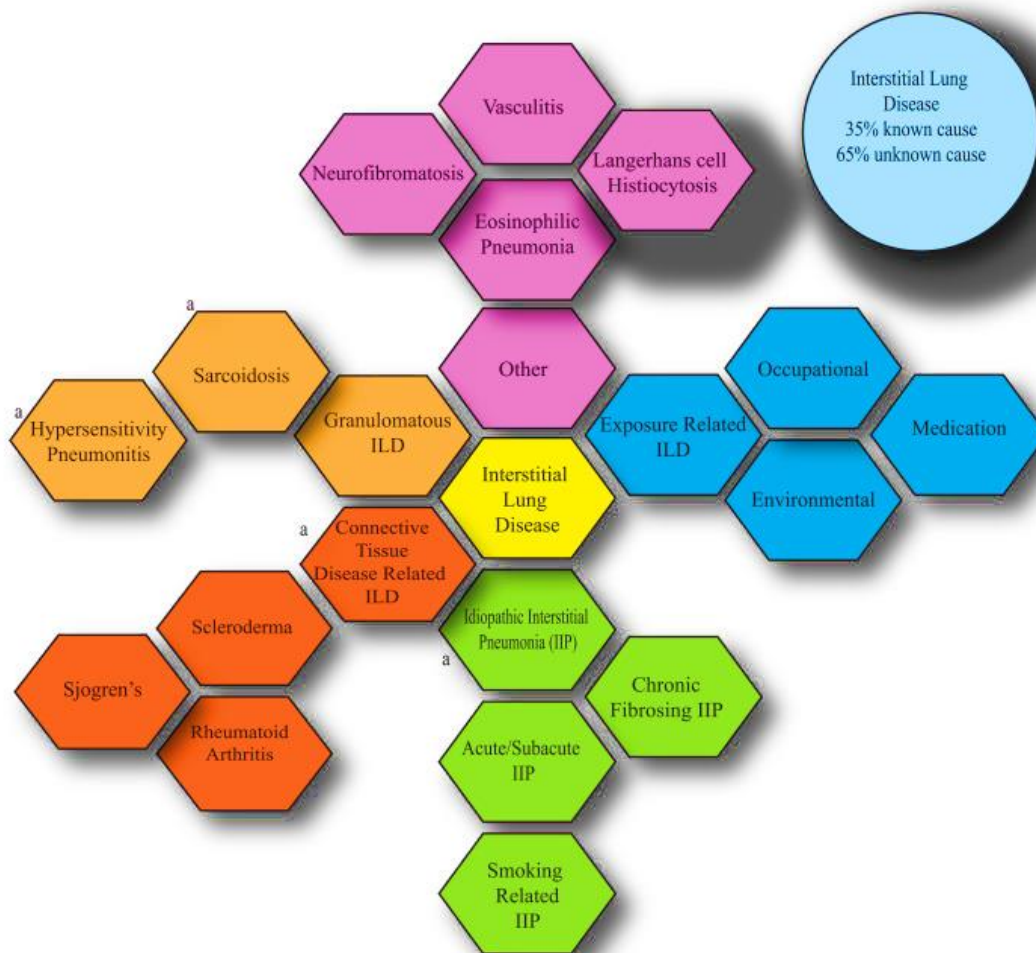 Interstitial Lung
Disease
35% known cause
65% unknown cause
Vasculitis
Neurofibromatosis
Langerhans cell
Histiocytosis
Eosinophilic
Pneumonia
a
Sarcoidosis
Other
Occupational
a
Hypersensitivity
Pneumonitis
Granulomatous
ILD
Exposure Related
ILD
Medication
Interstitial
Lung
Disease
Environmental
a
Connective
Tissue
Disease Related
ILD
Scleroderma
Idiopathic Interstitial
Pneumonia (IIP)
a
Sjogren's
Chronic
Fibrosing IIP
Rheumatoid
Arthritis
Acute/Subacute
IIP
Smoking
Related
IIP